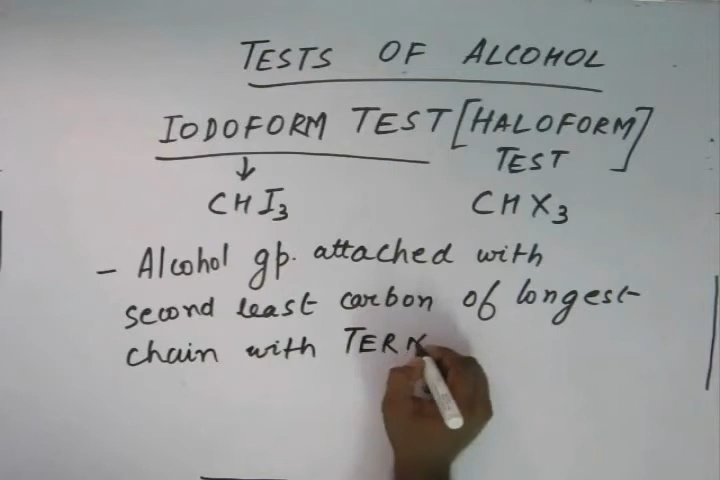 TESTS OF ALCOHOL
IODOFORM TEST [HALOFORM
TEST]
↓
CHI₃ CHX₃
- Alcohol gp. attached with
second least carbon of longest
chain with TERM